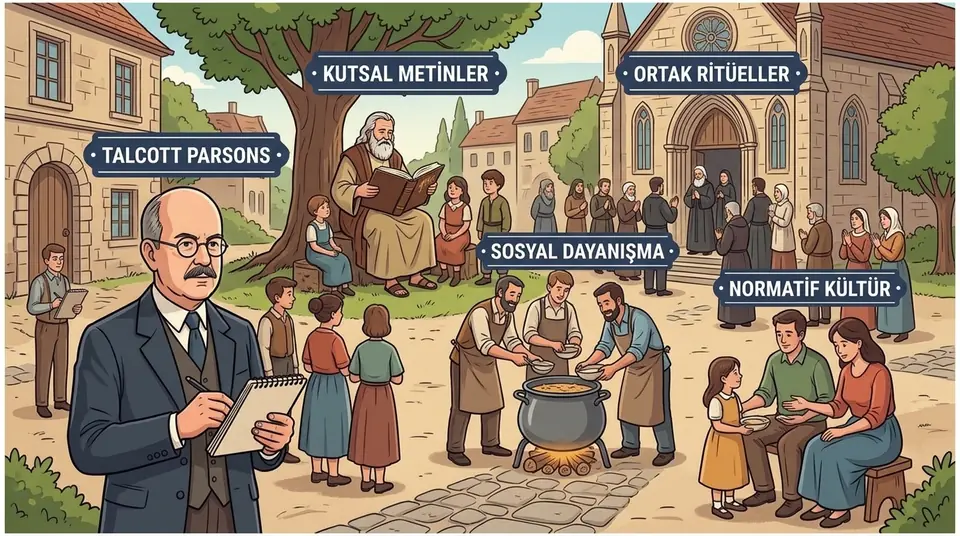 KUTSAL METİNLER
ORTAK RİTÜELLER
TALCOTT PARSONS
SOSYAL DAYANIŞMA
NORMATİF KÜLTÜR